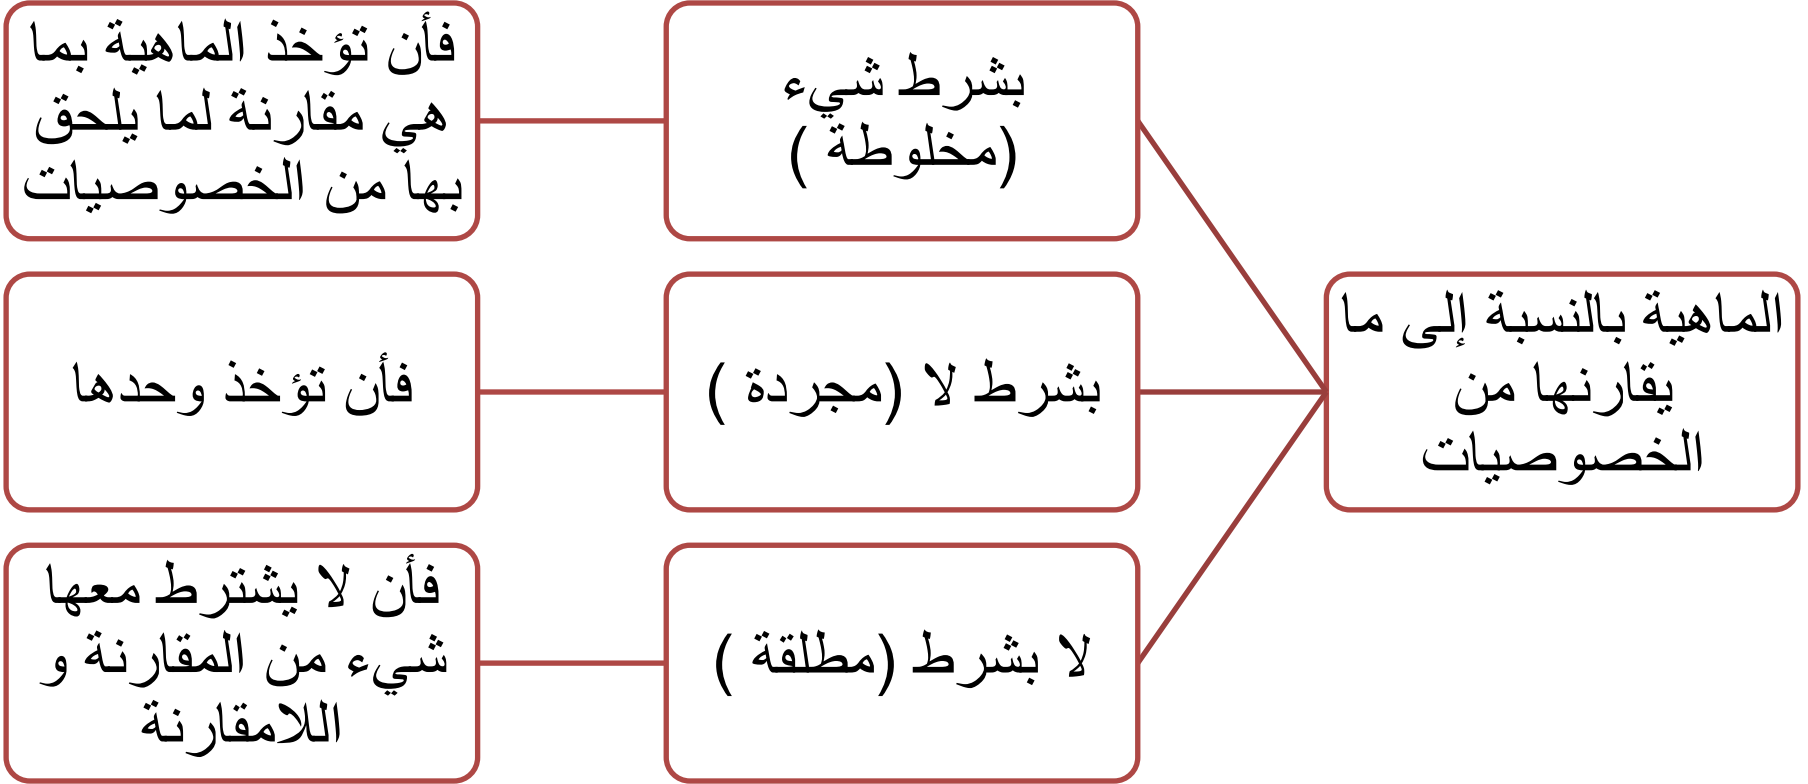 الماهية بالنسبة إلى ما
يقارنها من
الخصوصيات
بشرط شيء
(مخلوطة )
فأن تؤخذ الماهية بما
هي مقارنة لما يلحق
بها من الخصوصيات
بشرط لا (مجردة )
فأن تؤخذ وحدها
لا بشرط (مطلقة )
فأن لا يشترط معها
شيء من المقارنة و
اللامقارنة